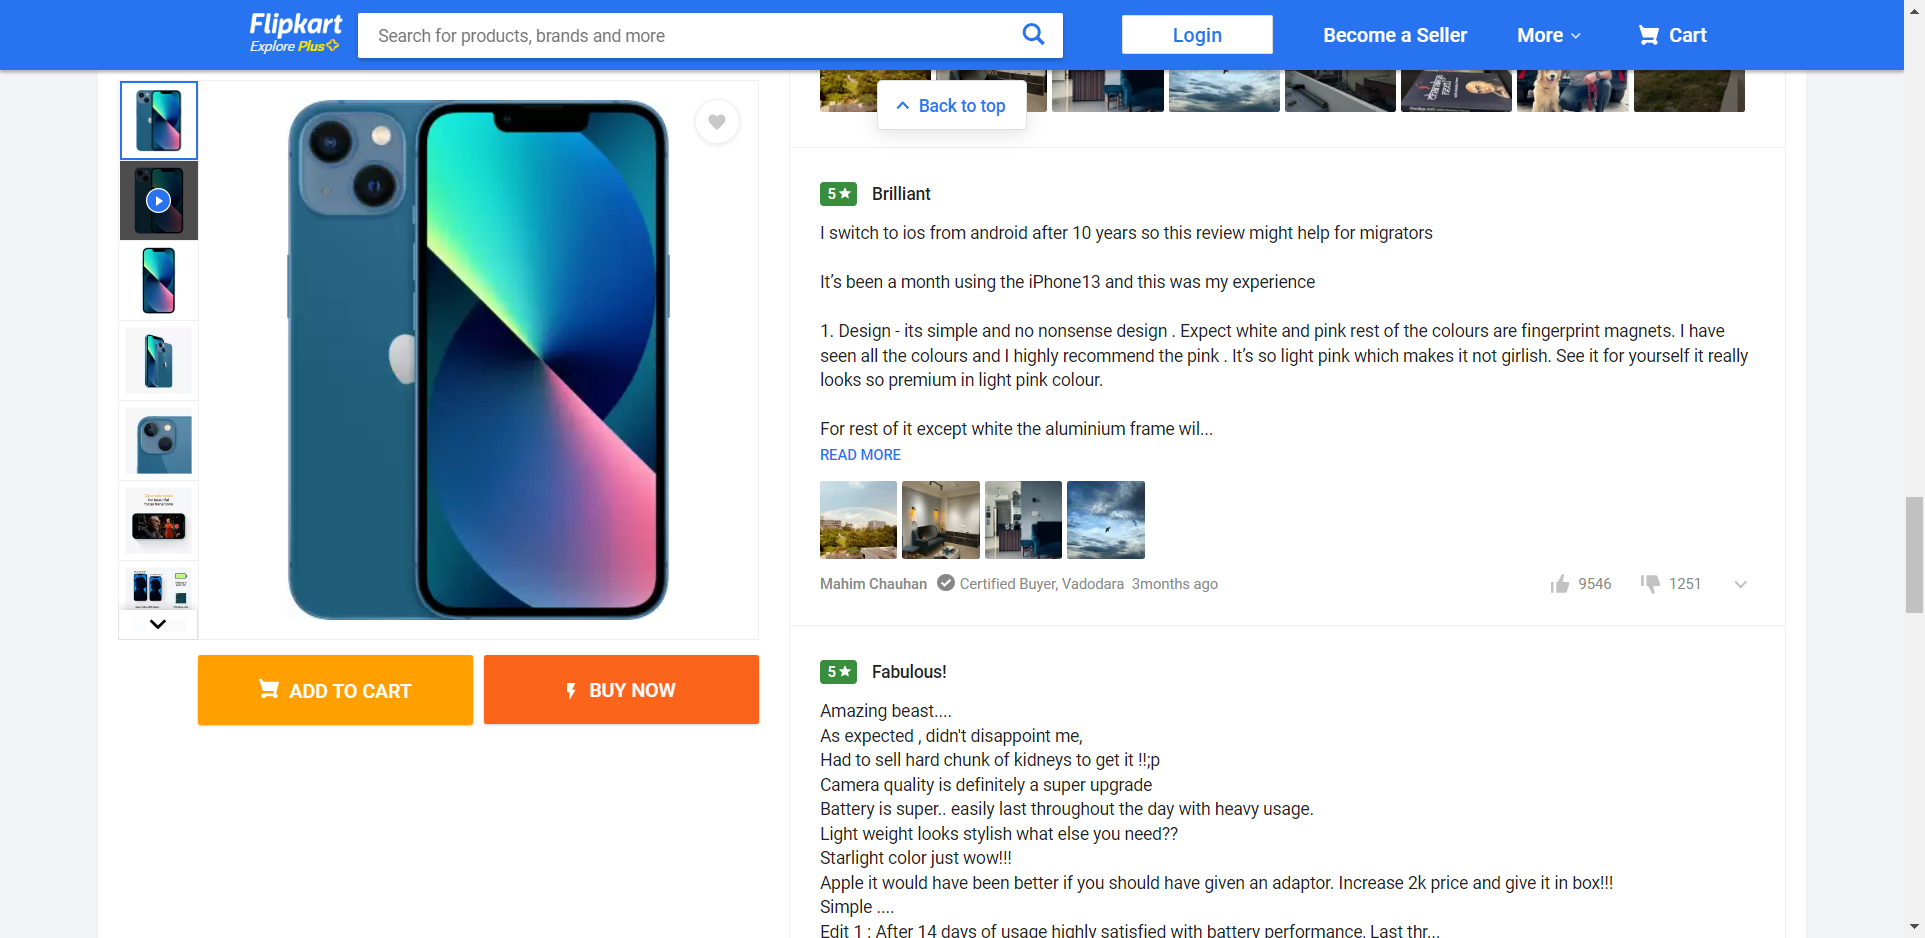 Flipkart
Explore Plus
Search for products, brands and more
Login
Become a Seller
More
Cart
Back to top
5★ Brilliant
I switch to ios from android after 10 years so this review might help for migrators
It’s been a month using the iPhone13 and this was my experience
1. Design - its simple and no nonsense design . Expect white and pink rest of the colours are fingerprint magnets. I have
seen all the colours and I highly recommend the pink . It’s so light pink which makes it not girlish. See it for yourself it really
looks so premium in light pink colour.
For rest of it except white the aluminium frame wil...
READ MORE
Mahim Chauhan Certified Buyer, Vadodara 3months ago
9546
1251
ADD TO CART
BUY NOW
5★ Fabulous!
Amazing beast....
As expected , didn't disappoint me,
Had to sell hard chunk of kidneys to get it !!;p
Camera quality is definitely a super upgrade
Battery is super.. easily last throughout the day with heavy usage.
Light weight looks stylish what else you need??
Starlight color just wow!!!
Apple it would have been better if you should have given an adaptor. Increase 2k price and give it in box!!!
Simple ....
Edit 1 : After 14 days of usage highly satisfied with battery performance. Last thr...